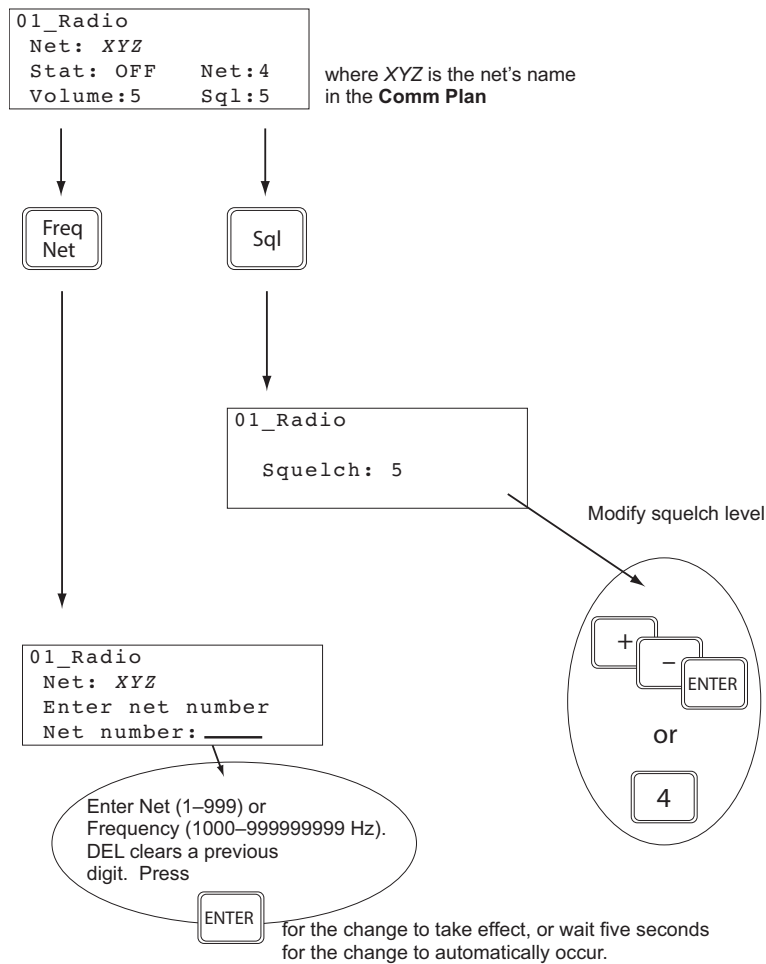 01_Radio
Net: XYZ
Stat: OFF Net:4
Volume:5 Sql:5
where XYZ is the net's name
in the Comm Plan
Freq
Net
Sql
01_Radio
Squelch: 5
Modify squelch level
+
–
ENTER
or
4
01_Radio
Net: XYZ
Enter net number
Net number:
Enter Net (1–999) or
Frequency (1000–999999999 Hz).
DEL clears a previous
digit. Press
ENTER
for the change to take effect, or wait five seconds
for the change to automatically occur.